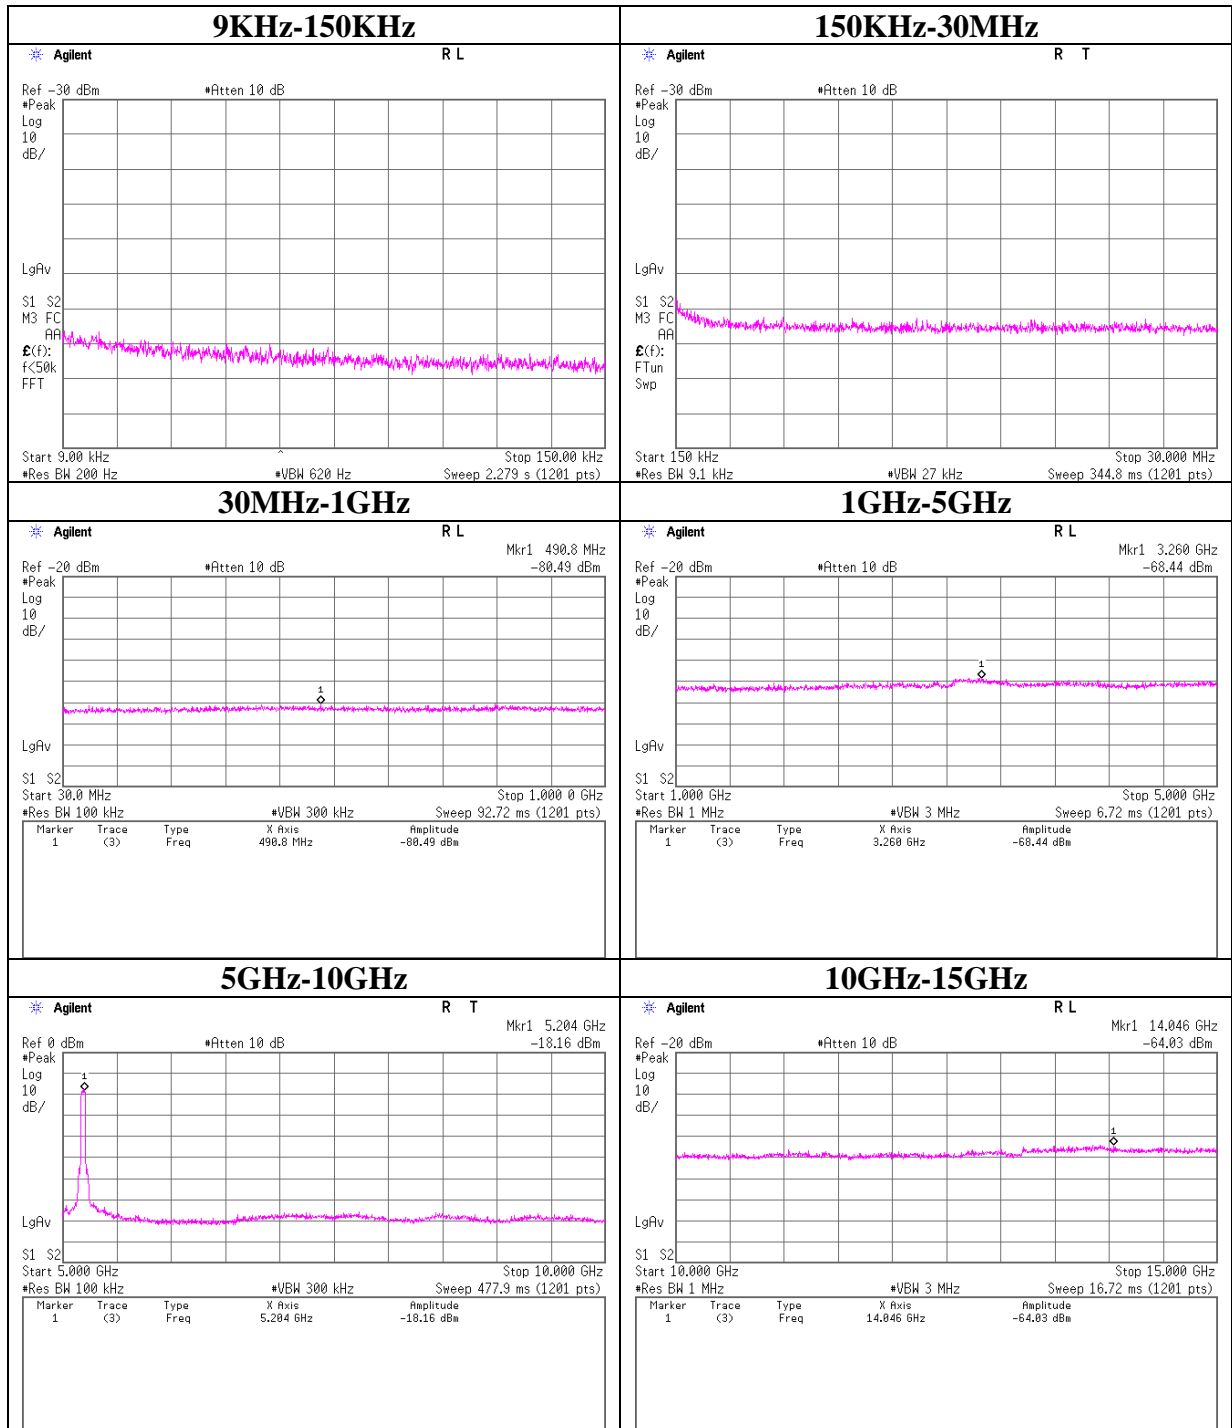 9KHz-150KHz
Agilent
R L
Ref -30 dBm
#Atten 10 dB
#Peak
Log
10
dB/
LgAv
S1 S2
M3 FC
AA
£(f):
f<50k
FFT
Start 9.00 kHz
^
Stop 150.00 kHz
#Res BW 200 Hz
#VBW 620 Hz
Sweep 2.279 s (1201 pts)
150KHz-30MHz
Agilent
R T
Ref -30 dBm
#Atten 10 dB
#Peak
Log
10
dB/
LgAv
S1 S2
M3 FC
AA
£(f):
FTun
Swp
Start 150 kHz
Stop 30.000 MHz
#Res BW 9.1 kHz
#VBW 27 kHz
Sweep 344.8 ms (1201 pts)
30MHz-1GHz
Agilent
R L
Mkr1 490.8 MHz
Ref -20 dBm
#Atten 10 dB
-80.49 dBm
#Peak
Log
10
dB/
1
LgAv
S1 S2
Start 30.0 MHz
Stop 1.000 0 GHz
#Res BW 100 kHz
#VBW 300 kHz
Sweep 92.72 ms (1201 pts)
Marker Trace Type X Axis Amplitude
1 (3) Freq 490.8 MHz -80.49 dBm
1GHz-5GHz
Agilent
R L
Mkr1 3.260 GHz
Ref -20 dBm
#Atten 10 dB
-68.44 dBm
#Peak
Log
10
dB/
1
LgAv
S1 S2
Start 1.000 GHz
Stop 5.000 GHz
#Res BW 1 MHz
#VBW 3 MHz
Sweep 6.72 ms (1201 pts)
Marker Trace Type X Axis Amplitude
1 (3) Freq 3.260 GHz -68.44 dBm
5GHz-10GHz
Agilent
R T
Mkr1 5.204 GHz
Ref 0 dBm
#Atten 10 dB
-18.16 dBm
#Peak
Log
10
dB/
1
LgAv
S1 S2
Start 5.000 GHz
Stop 10.000 GHz
#Res BW 100 kHz
#VBW 300 kHz
Sweep 477.9 ms (1201 pts)
Marker Trace Type X Axis Amplitude
1 (3) Freq 5.204 GHz -18.16 dBm
10GHz-15GHz
Agilent
R L
Mkr1 14.046 GHz
Ref -20 dBm
#Atten 10 dB
-64.03 dBm
#Peak
Log
10
dB/
1
LgAv
S1 S2
Start 10.000 GHz
Stop 15.000 GHz
#Res BW 1 MHz
#VBW 3 MHz
Sweep 16.72 ms (1201 pts)
Marker Trace Type X Axis Amplitude
1 (3) Freq 14.046 GHz -64.03 dBm